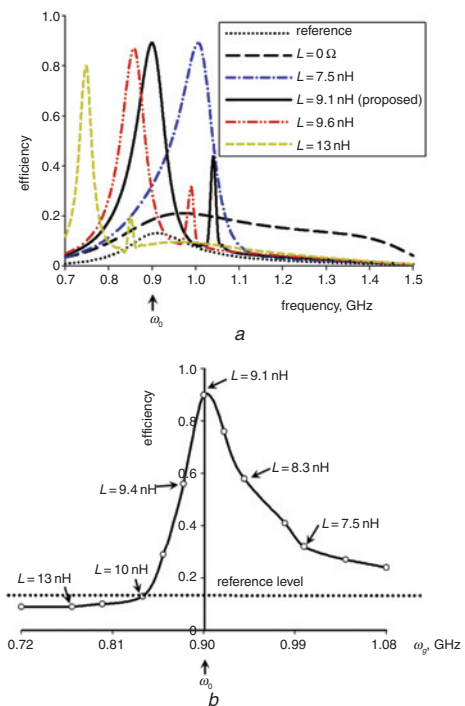 reference
L = 0 Ω
L = 7.5 nH
L = 9.1 nH (proposed)
L = 9.6 nH
L = 13 nH
1.0
0.8
0.6
0.4
0.2
0
efficiency
0.7 0.8 0.9 1.0 1.1 1.2 1.3 1.4 1.5
frequency, GHz
ω0
a
1.0
0.8
0.6
0.4
0.2
0
efficiency
L = 9.1 nH
L = 8.3 nH
L = 9.4 nH
L = 7.5 nH
L = 10 nH
L = 13 nH
reference level
0.72 0.81 0.90 0.99 1.08 ωg, GHz
ω0
b